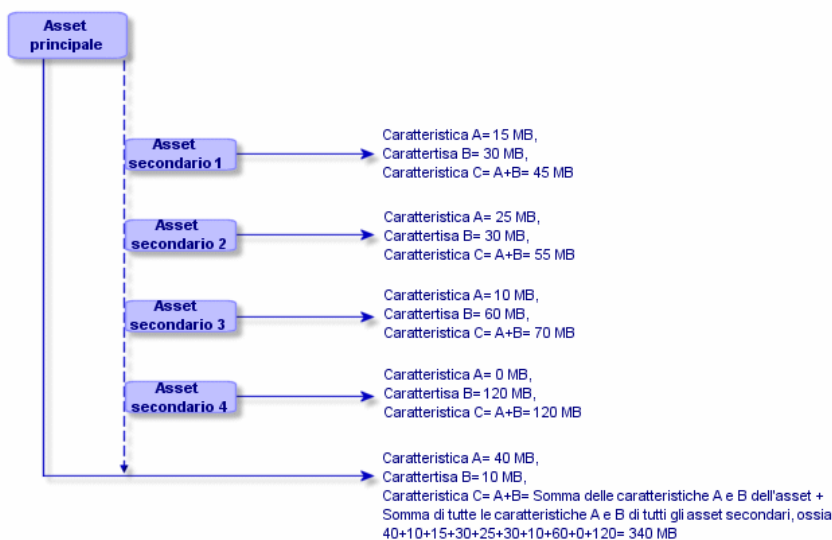 Asset
principale
Asset
secondario 1
Caratteristica A= 15 MB,
Carattertisa B= 30 MB,
Caratteristica C= A+B= 45 MB
Asset
secondario 2
Caratteristica A= 25 MB,
Carattertisa B= 30 MB,
Caratteristica C= A+B= 55 MB
Asset
secondario 3
Caratteristica A= 10 MB,
Carattertisa B= 60 MB,
Caratteristica C= A+B= 70 MB
Asset
secondario 4
Caratteristica A= 0 MB,
Carattertisa B= 120 MB,
Caratteristica C= A+B= 120 MB
Caratteristica A= 40 MB,
Carattertisa B= 10 MB,
Caratteristica C= A+B= Somma delle caratteristiche A e B dell'asset +
Somma di tutte le caratteristiche A e B di tutti gli asset secondari, ossia
40+10+15+30+25+30+10+60+0+120= 340 MB